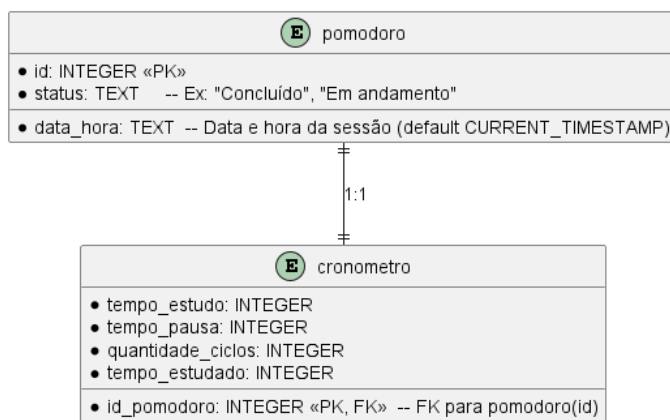 E pomodoro
● id: INTEGER «PK»
● status: TEXT -- Ex: "Concluído", "Em andamento"
● data_hora: TEXT -- Data e hora da sessão (default CURRENT_TIMESTAMP)
1:1
E cronometro
● tempo_estudo: INTEGER
● tempo_pausa: INTEGER
● quantidade_ciclos: INTEGER
● tempo_estudado: INTEGER
● id_pomodoro: INTEGER «PK, FK» -- FK para pomodoro(id)